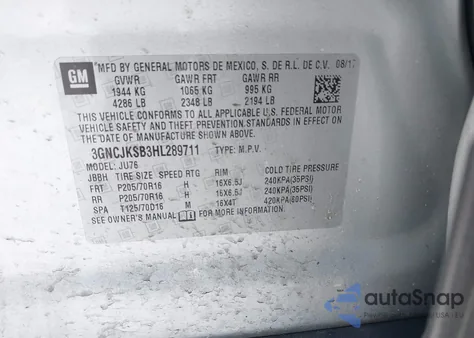 GM
MFD BY GENERAL MOTORS DE MEXICO, S. DE R.L. DE C.V. 08/1
GVWR GAWR FRT GAWR RR
1944 KG 1065 KG 995 KG
4286 LB 2348 LB 2194 LB
THIS VEHICLE CONFORMS TO ALL APPLICABLE U.S. FEDERAL MOTOR
VEHICLE SAFETY AND THEFT PREVENTION STANDARDS IN EFFECT ON
THE DATE OF MANUFACTURE SHOWN ABOVE.
3GNCJKSB3HL289711 TYPE: M.P.V.
MODEL: JU76
JBBH TIRE SIZE SPEED RTG RIM COLD TIRE PRESSURE
FRT P205/70R16 H 16X6.5J 240KPA(35PSI)
RR P205/70R16 H 16X6.5J 240KPA(35PSI)
SPA T125/70D16 M 16X4T 420KPA(60PSI)
SEE OWNER'S MANUAL FOR MORE INFORMATION.
autoSnap